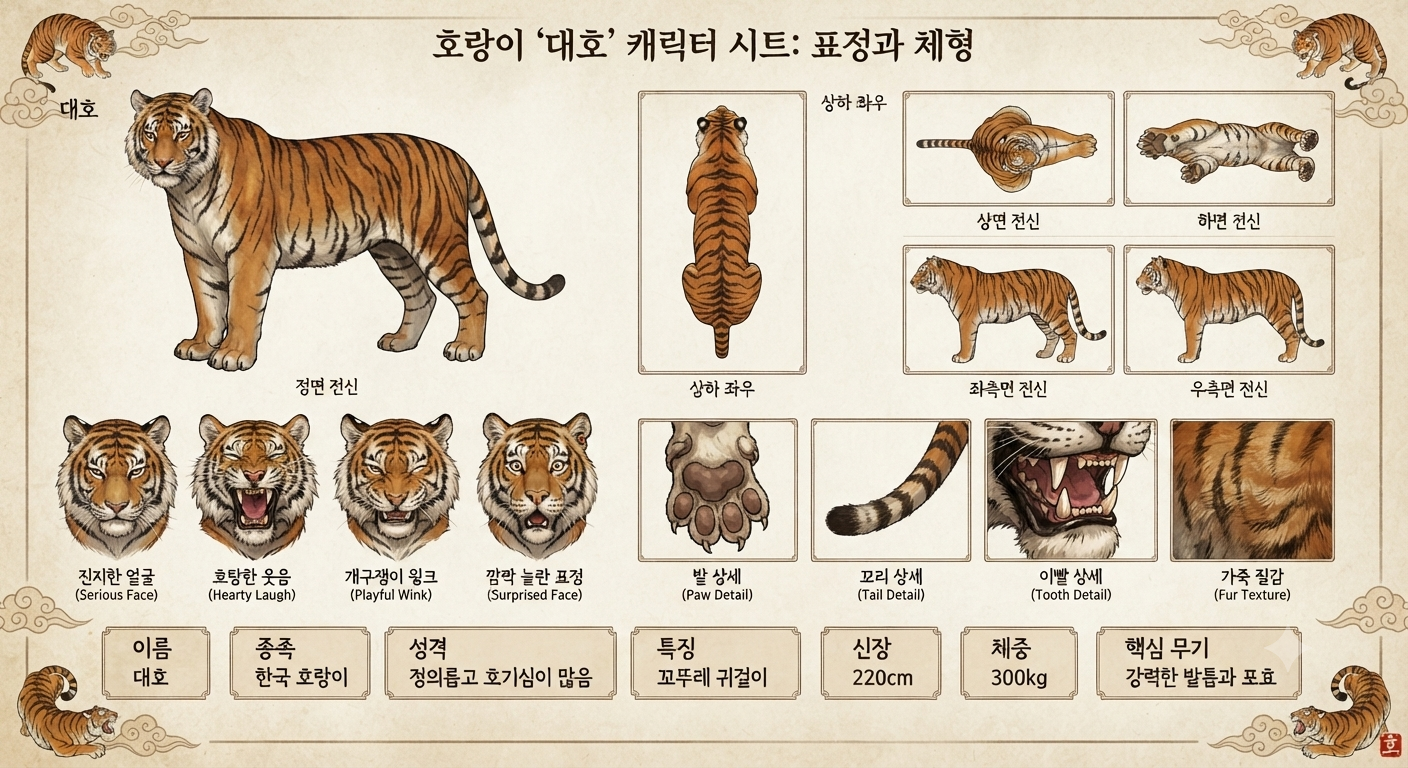 호랑이 ‘대호’ 캐릭터 시트: 표정과 체형
대호
정면 전신
상하 좌우
상하 좌우
상면 전신
하면 전신
좌측면 전신
우측면 전신
진지한 얼굴
(Serious Face)
호탕한 웃음
(Hearty Laugh)
개구쟁이 윙크
(Playful Wink)
깜짝 놀란 표정
(Surprised Face)
발 상세
(Paw Detail)
꼬리 상세
(Tail Detail)
이빨 상세
(Tooth Detail)
가죽 질감
(Fur Texture)
이름
대호
종족
한국 호랑이
성격
정의롭고 호기심이 많음
특징
꼬뚜레 귀걸이
신장
220cm
체중
300kg
핵심 무기
강력한 발톱과 포효
호